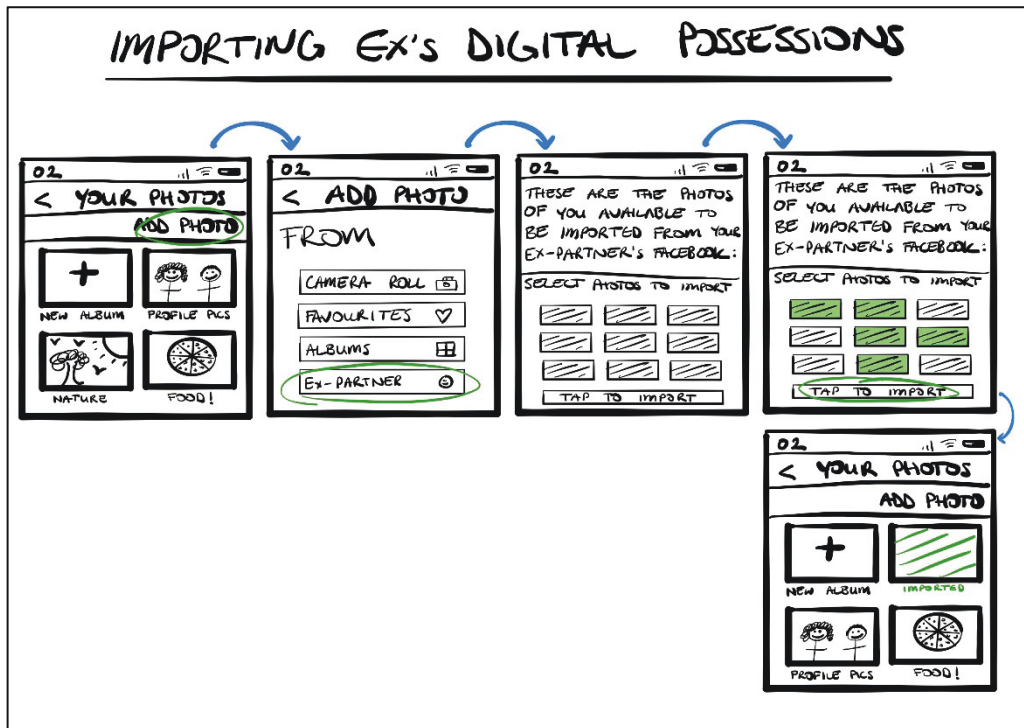 IMPORTING EX'S DIGITAL POSSESSIONS
02
< YOUR PHOTOS
ADD PHOTO
NEW ALBUM
PROFILE PICS
NATURE
FOOD!
02
< ADD PHOTO
FROM
CAMERA ROLL
FAVOURITES
ALBUMS
EX-PARTNER
02
THESE ARE THE PHOTOS
OF YOU AVAILABLE TO
BE IMPORTED FROM YOUR
EX-PARTNER'S FACEBOOK:
SELECT PHOTOS TO IMPORT
TAP TO IMPORT
02
THESE ARE THE PHOTOS
OF YOU AVAILABLE TO
BE IMPORTED FROM YOUR
EX-PARTNER'S FACEBOOK:
SELECT PHOTOS TO IMPORT
TAP TO IMPORT
02
< YOUR PHOTOS
ADD PHOTO
NEW ALBUM
IMPORTED
PROFILE PICS
FOOD!